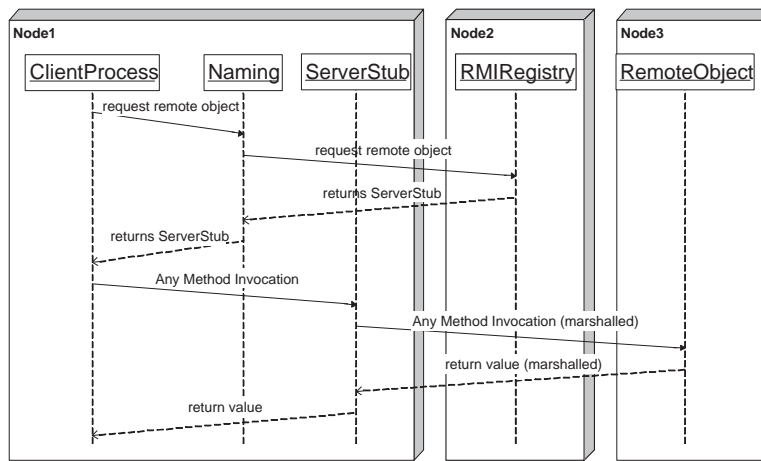 Node1
Node2
Node3
ClientProcess
Naming
ServerStub
RMIRegistry
RemoteObject
request remote object
request remote object
returns ServerStub
returns ServerStub
Any Method Invocation
Any Method Invocation (marshalled)
return value (marshalled)
return value